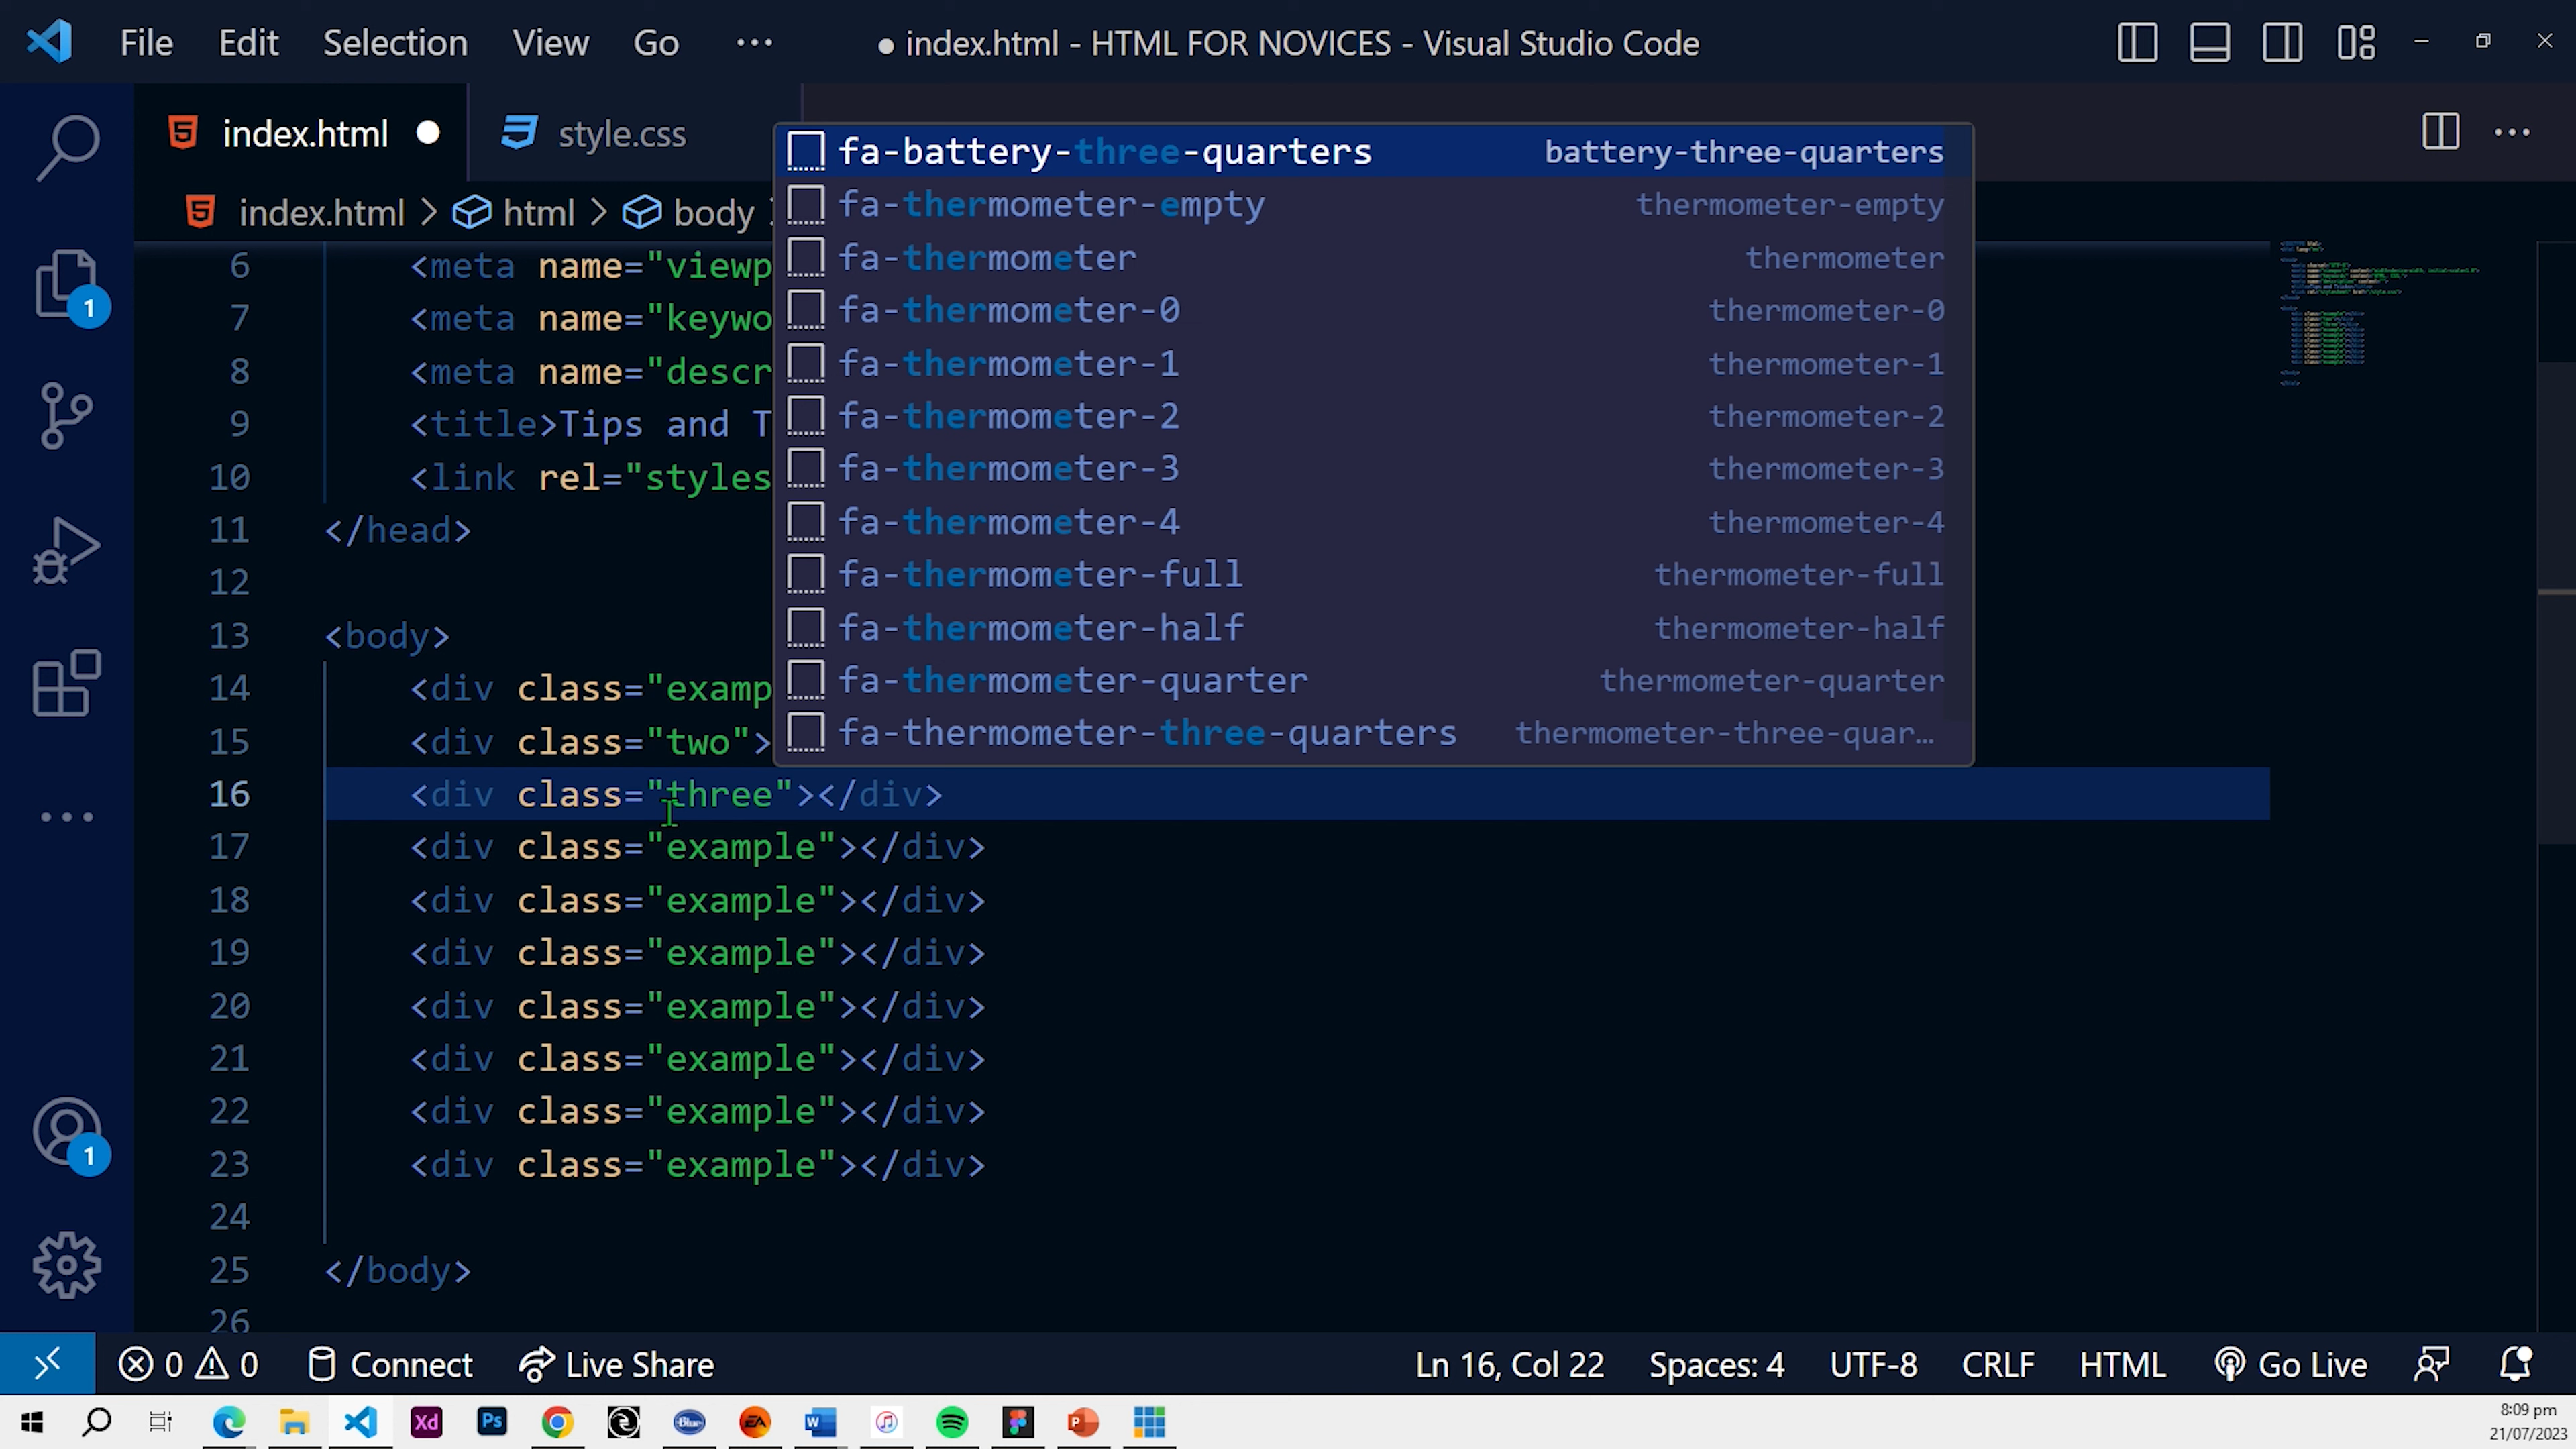 File Edit Selection View Go ··· ● index.html - HTML FOR NOVICES - Visual Studio Code
index.html ● style.css
index.html > html > body
fa-battery-three-quarters battery-three-quarters
fa-thermometer-empty thermometer-empty
fa-thermometer thermometer
fa-thermometer-0 thermometer-0
fa-thermometer-1 thermometer-1
fa-thermometer-2 thermometer-2
fa-thermometer-3 thermometer-3
fa-thermometer-4 thermometer-4
fa-thermometer-full thermometer-full
fa-thermometer-half thermometer-half
fa-thermometer-quarter thermometer-quarter
fa-thermometer-three-quarters thermometer-three-quar…
6 <meta name="viewp
7 <meta name="keywo
8 <meta name="descr
9 <title>Tips and T
10 <link rel="styles
11 </head>
12
13 <body>
14 <div class="examp
15 <div class="two">
16 <div class="three"></div>
17 <div class="example"></div>
18 <div class="example"></div>
19 <div class="example"></div>
20 <div class="example"></div>
21 <div class="example"></div>
22 <div class="example"></div>
23 <div class="example"></div>
24
25 </body>
26
1
1
0 0 Connect Live Share Ln 16, Col 22 Spaces: 4 UTF-8 CRLF HTML Go Live
Xd Ps Blue EA W P
8:09 pm
21/07/2023